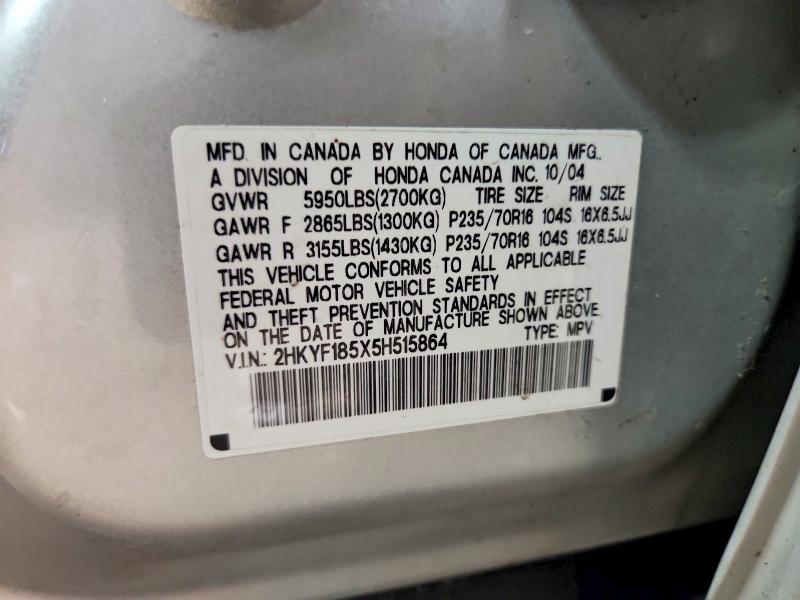 MFD. IN CANADA BY HONDA OF CANADA MFG.,
A DIVISION OF HONDA CANADA INC. 10/04
GVWR 5950LBS(2700KG) TIRE SIZE RIM SIZE
GAWR F 2865LBS(1300KG) P235/70R16 104S 16X6.5JJ
GAWR R 3155LBS(1430KG) P235/70R16 104S 16X6.5JJ
THIS VEHICLE CONFORMS TO ALL APPLICABLE
FEDERAL MOTOR VEHICLE SAFETY
AND THEFT PREVENTION STANDARDS IN EFFECT
ON THE DATE OF MANUFACTURE SHOWN ABOVE.
V.I.N.: 2HKYF185X5H515864 TYPE: MPV